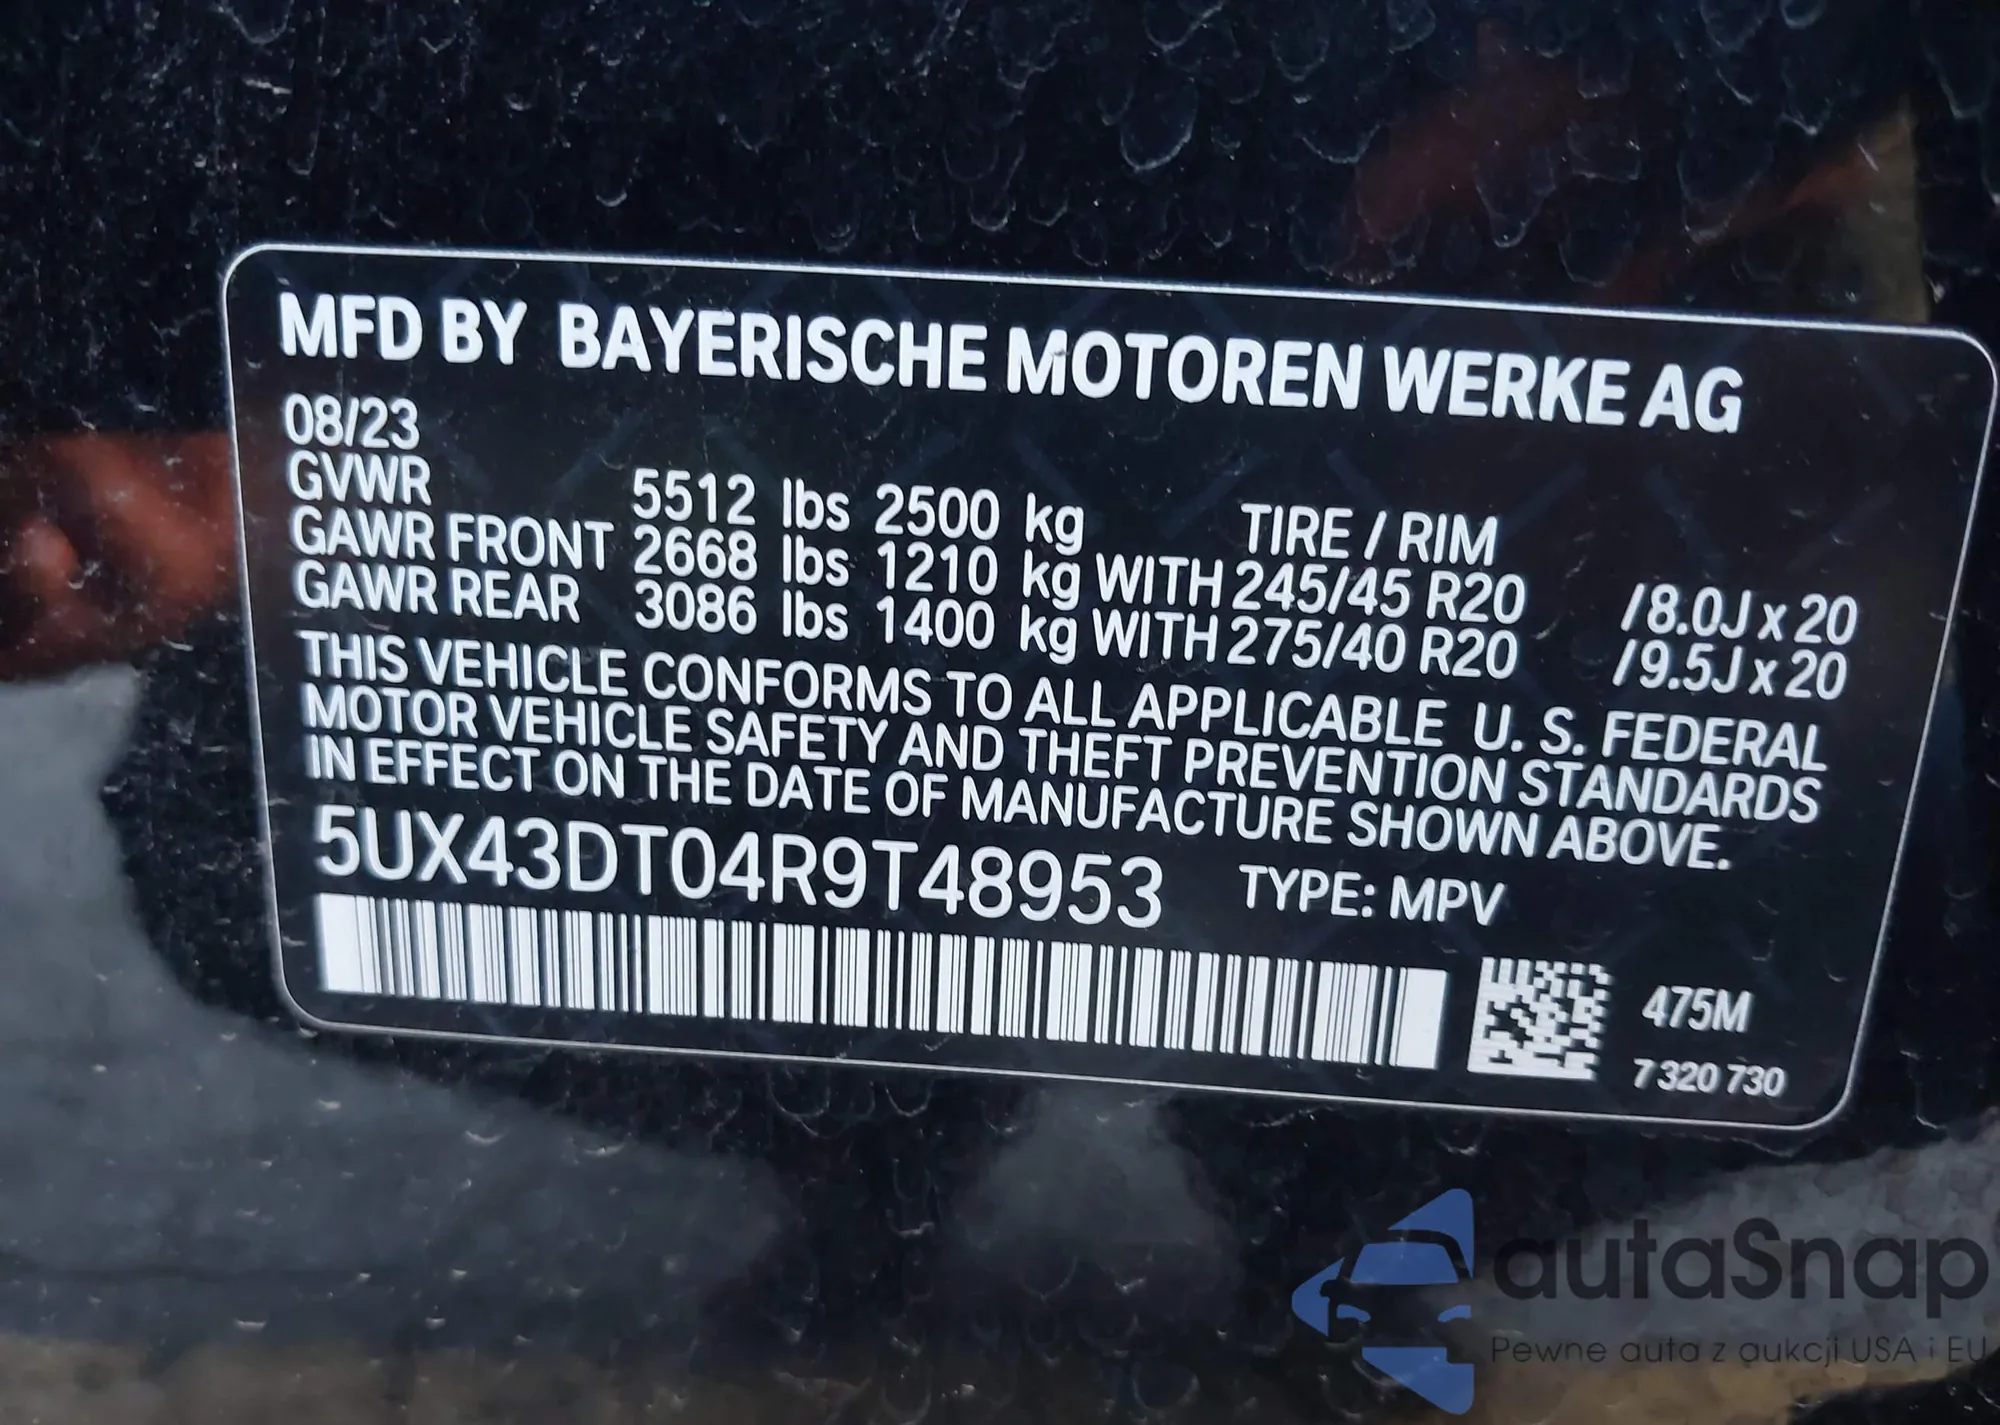 MFD BY BAYERISCHE MOTOREN WERKE AG
08/23
GVWR 5512 lbs 2500 kg TIRE / RIM
GAWR FRONT 2668 lbs 1210 kg WITH 245/45 R20 /8.0J x 20
GAWR REAR 3086 lbs 1400 kg WITH 275/40 R20 /9.5J x 20
THIS VEHICLE CONFORMS TO ALL APPLICABLE U. S. FEDERAL
MOTOR VEHICLE SAFETY AND THEFT PREVENTION STANDARDS
IN EFFECT ON THE DATE OF MANUFACTURE SHOWN ABOVE.
5UX43DT04R9T48953 TYPE: MPV
475M
7 320 730
autaSnap
Pewne auta z aukcji USA i EU